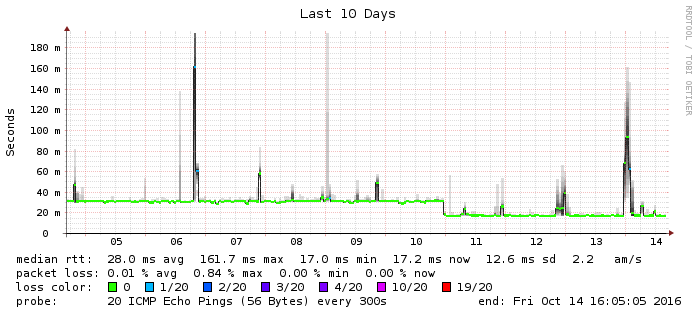 Last 10 Days
RRDTOOL / TOBI OETIKER
Seconds
180 m
160 m
140 m
120 m
100 m
80 m
60 m
40 m
20 m
0
05 06 07 08 09 10 11 12 13 14
median rtt: 28.0 ms avg 161.7 ms max 17.0 ms min 17.2 ms now 12.6 ms sd 2.2 am/s
packet loss: 0.01 % avg 0.84 % max 0.00 % min 0.00 % now
loss color: 0 1/20 2/20 3/20 4/20 10/20 19/20
probe: 20 ICMP Echo Pings (56 Bytes) every 300s end: Fri Oct 14 16:05:05 2016